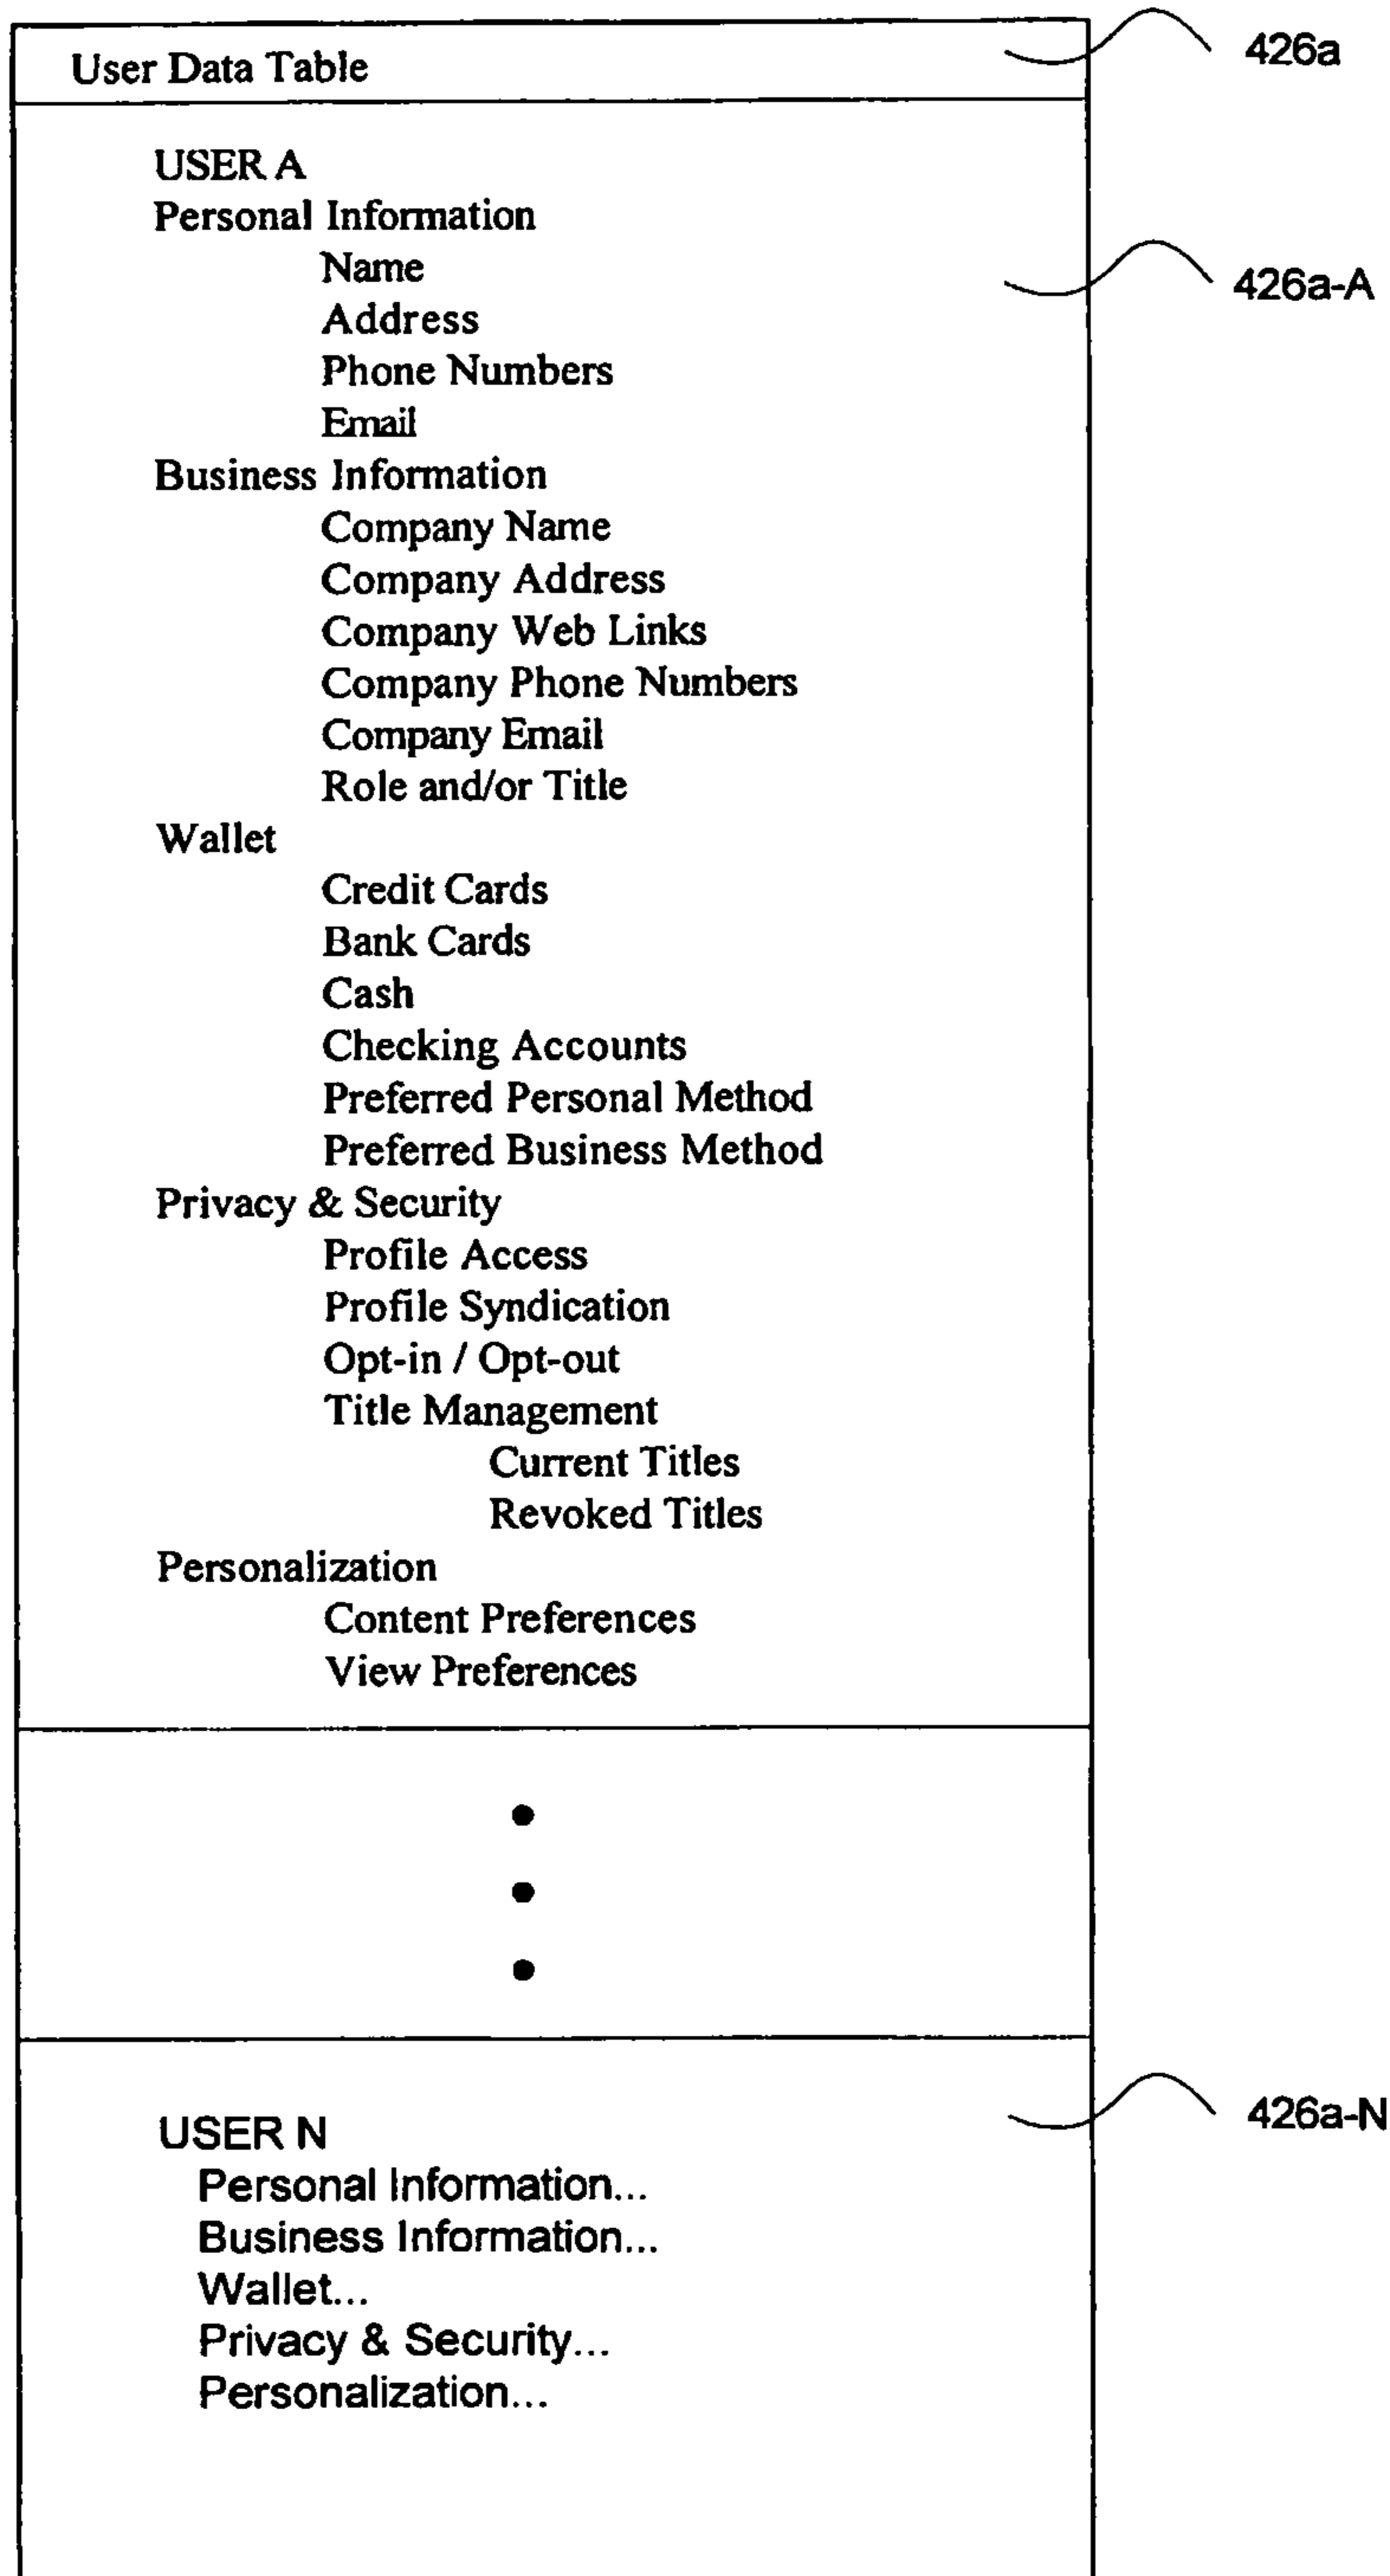 User Data Table
426a
USER A
Personal Information
Name
426a-A
Address
Phone Numbers
Email
Business Information
Company Name
Company Address
Company Web Links
Company Phone Numbers
Company Email
Role and/or Title
Wallet
Credit Cards
Bank Cards
Cash
Checking Accounts
Preferred Personal Method
Preferred Business Method
Privacy & Security
Profile Access
Profile Syndication
Opt-in / Opt-out
Title Management
Current Titles
Revoked Titles
Personalization
Content Preferences
View Preferences
426a-N
USER N
Personal Information...
Business Information...
Wallet...
Privacy & Security...
Personalization...